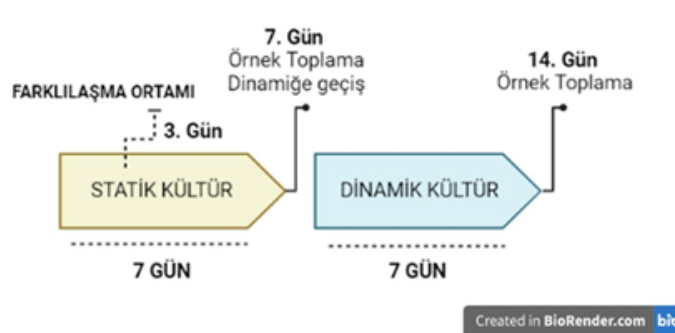 7. Gün
Örnek Toplama
Dinamiğe geçiş
14. Gün
Örnek Toplama
FARKLILAŞMA ORTAMI
3. Gün
STATİK KÜLTÜR
DİNAMİK KÜLTÜR
7 GÜN
7 GÜN
Created in BioRender.com